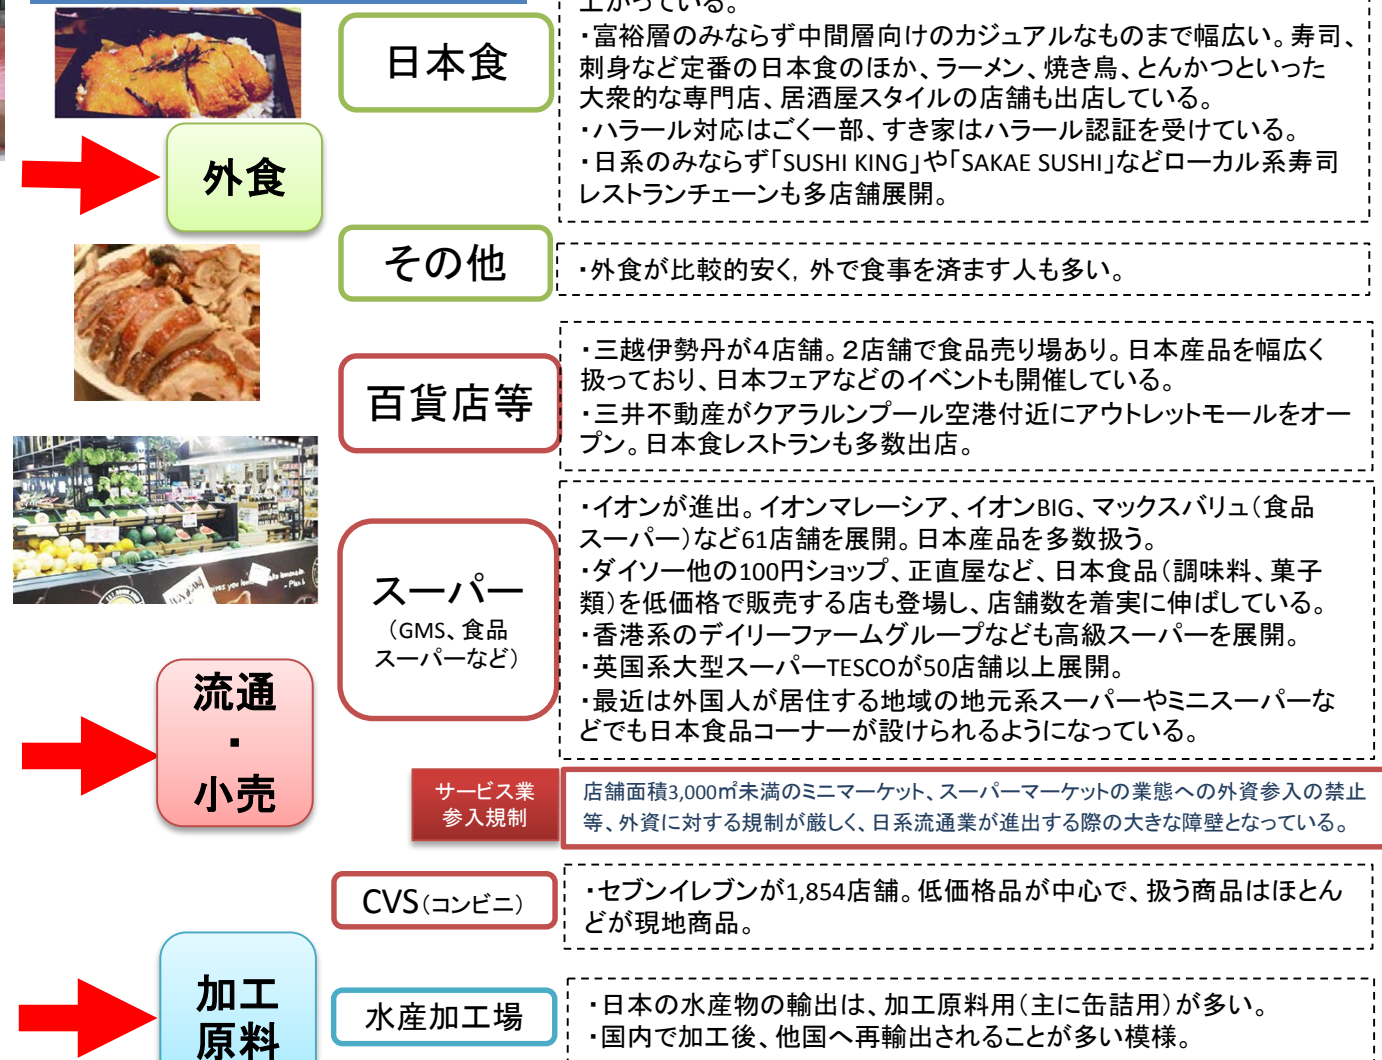 上がっている。
日本食
・富裕層のみならず中間層向けのカジュアルなものまで幅広い。寿司、
刺身など定番の日本食のほか、ラーメン、焼き鳥、とんかつといった
大衆的な専門店、居酒屋スタイルの店舗も出店している。
・ハラール対応はごく一部、すき家はハラール認証を受けている。
・日系のみならず「SUSHI KING」や「SAKAE SUSHI」などローカル系寿司
レストランチェーンも多店舗展開。
外食
その他
・外食が比較的安く，外で食事を済ます人も多い。
百貨店等
・三越伊勢丹が４店舗。２店舗で食品売り場あり。日本産品を幅広く
扱っており、日本フェアなどのイベントも開催している。
・三井不動産がクアラルンプール空港付近にアウトレットモールをオー
プン。日本食レストランも多数出店。
スーパー
（GMS、食品
スーパーなど）
・イオンが進出。イオンマレーシア、イオンBIG、マックスバリュ（食品
スーパー）など61店舗を展開。日本産品を多数扱う。
・ダイソー他の100円ショップ、正直屋など、日本食品（調味料、菓子
類）を低価格で販売する店も登場し、店舗数を着実に伸ばしている。
・香港系のデイリーファームグループなども高級スーパーを展開。
・英国系大型スーパーTESCOが50店舗以上展開。
・最近は外国人が居住する地域の地元系スーパーやミニスーパーな
どでも日本食品コーナーが設けられるようになっている。
流通
・
小売
サービス業
参入規制
店舗面積3,000㎡未満のミニマーケット、スーパーマーケットの業態への外資参入の禁止
等、外資に対する規制が厳しく、日系流通業が進出する際の大きな障壁となっている。
CVS（コンビニ）
・セブンイレブンが1,854店舗。低価格品が中心で、扱う商品はほとん
どが現地商品。
加工
原料
水産加工場
・日本の水産物の輸出は、加工原料用（主に缶詰用）が多い。
・国内で加工後、他国へ再輸出されることが多い模様。